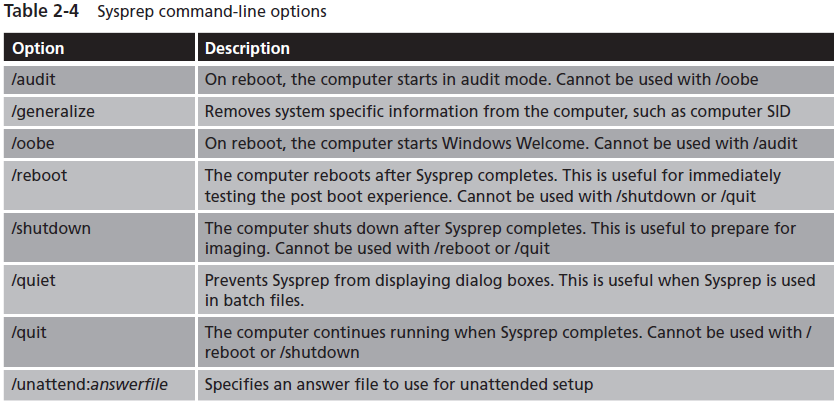 Table 2-4 Sysprep command-line options
Option Description
/audit On reboot, the computer starts in audit mode. Cannot be used with /oobe
/generalize Removes system specific information from the computer, such as computer SID
/oobe On reboot, the computer starts Windows Welcome. Cannot be used with /audit
/reboot The computer reboots after Sysprep completes. This is useful for immediately
testing the post boot experience. Cannot be used with /shutdown or /quit
/shutdown The computer shuts down after Sysprep completes. This is useful to prepare for
imaging. Cannot be used with /reboot or /quit
/quiet Prevents Sysprep from displaying dialog boxes. This is useful when Sysprep is used
in batch files.
/quit The computer continues running when Sysprep completes. Cannot be used with /
reboot or /shutdown
/unattend:answerfile Specifies an answer file to use for unattended setup